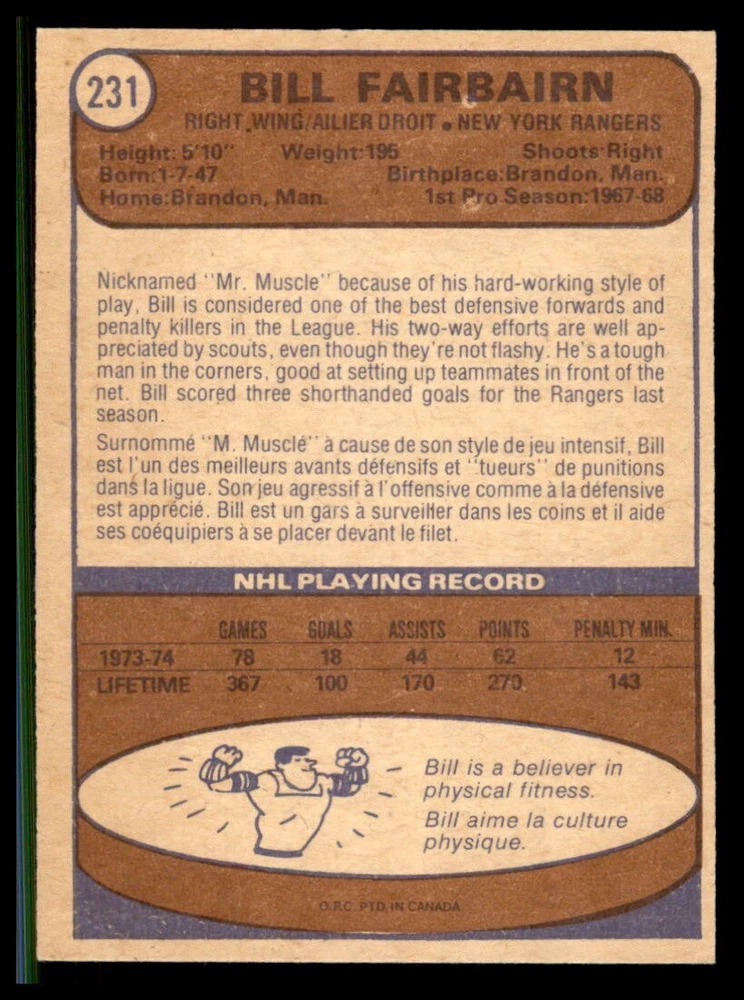 231
BILL FAIRBAIRN
RIGHT WING/AILIER DROIT • NEW YORK RANGERS
Height: 5'10" Weight:195 Shoots Right
Born:1-7-47 Birthplace:Brandon, Man.
Home:Brandon, Man. 1st Pro Season:1967-68
Nicknamed "Mr. Muscle" because of his hard-working style of
play, Bill is considered one of the best defensive forwards and
penalty killers in the League. His two-way efforts are well ap-
preciated by scouts, even though they're not flashy. He's a tough
man in the corners, good at setting up teammates in front of the
net. Bill scored three shorthanded goals for the Rangers last
season.
Surnommé "M. Musclé" à cause de son style de jeu intensif, Bill
est l'un des meilleurs avants défensifs et "tueurs" de punitions
dans la ligue. Son jeu agressif à l'offensive comme à la défensive
est apprécié. Bill est un gars à surveiller dans les coins et il aide
ses coéquipiers à se placer devant le filet.
NHL PLAYING RECORD
GAMES GOALS ASSISTS POINTS PENALTY MIN.
1973-74 78 18 44 62 12
LIFETIME 367 100 170 270 143
Bill is a believer in
physical fitness.
Bill aime la culture
physique.
O.P.C. PTD. IN CANADA